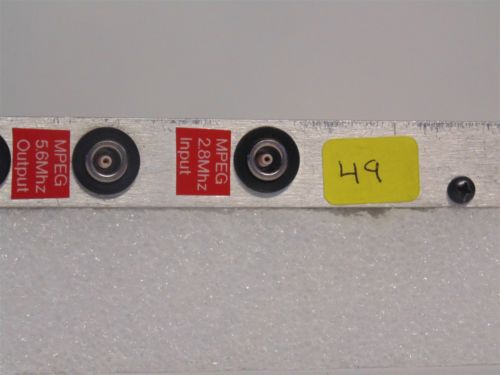 MPEG
5.6Mhz
Output
MPEG
2.8Mhz
Input
49